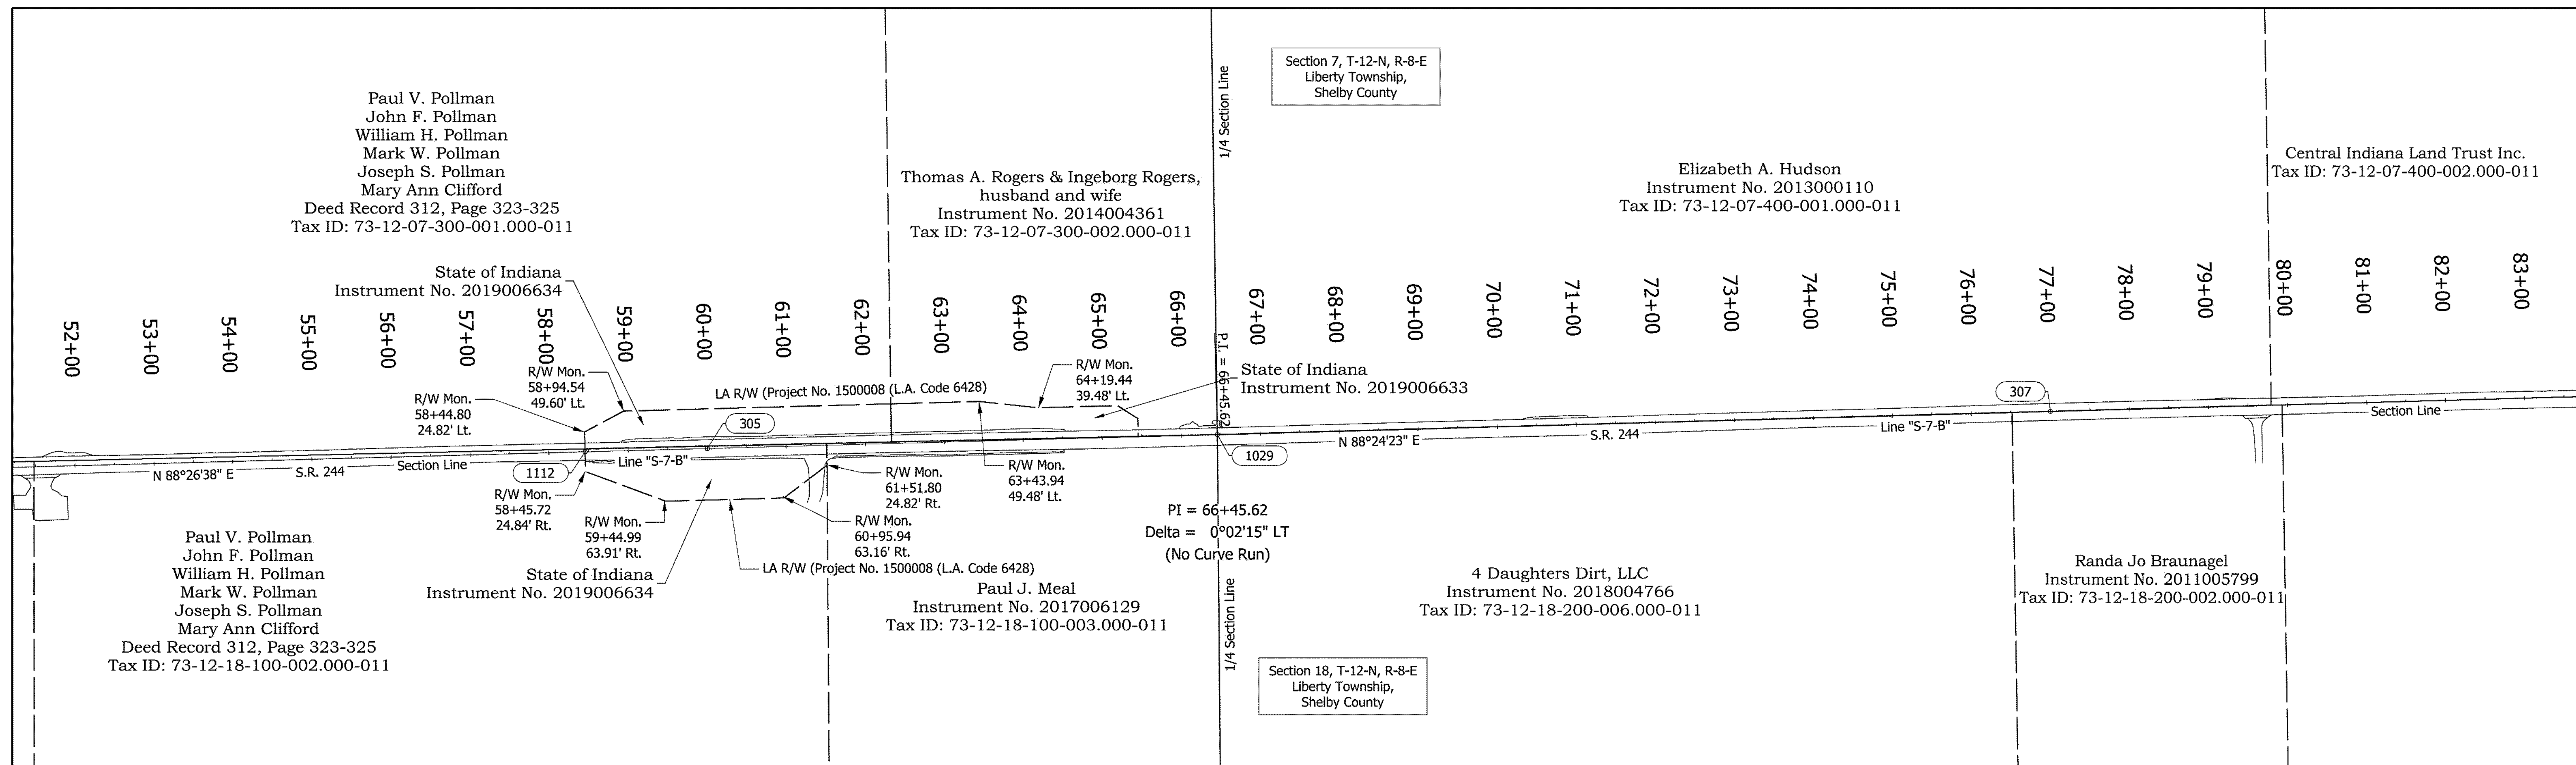 Section 7, T-12-N, R-8-E
Liberty Township,
Shelby County
1/4 Section Line
Paul V. Pollman
John F. Pollman
William H. Pollman
Mark W. Pollman
Joseph S. Pollman
Mary Ann Clifford
Deed Record 312, Page 323-325
Tax ID: 73-12-07-300-001.000-011
Thomas A. Rogers & Ingeborg Rogers,
husband and wife
Instrument No. 2014004361
Tax ID: 73-12-07-300-002.000-011
Elizabeth A. Hudson
Instrument No. 2013000110
Tax ID: 73-12-07-400-001.000-011
Central Indiana Land Trust Inc.
Tax ID: 73-12-07-400-002.000-011
State of Indiana
Instrument No. 2019006634
52+00
53+00
54+00
55+00
56+00
57+00
58+00
59+00
60+00
61+00
62+00
63+00
64+00
65+00
66+00
67+00
68+00
69+00
70+00
71+00
72+00
73+00
74+00
75+00
76+00
77+00
78+00
79+00
80+00
81+00
82+00
83+00
P.I. = 66+45.62
R/W Mon.
58+44.80
24.82' Lt.
R/W Mon.
58+94.54
49.60' Lt.
LA R/W (Project No. 1500008 (L.A. Code 6428)
R/W Mon.
64+19.44
39.48' Lt.
State of Indiana
Instrument No. 2019006633
305
307
N 88°26'38" E
S.R. 244
Section Line
1112
Line "S-7-B"
1029
N 88°24'23" E
S.R. 244
Line "S-7-B"
Section Line
R/W Mon.
58+45.72
24.84' Rt.
R/W Mon.
59+44.99
63.91' Rt.
R/W Mon.
61+51.80
24.82' Rt.
R/W Mon.
60+95.94
63.16' Rt.
R/W Mon.
63+43.94
49.48' Lt.
PI = 66+45.62
Delta = 0°02'15" LT
(No Curve Run)
LA R/W (Project No. 1500008 (L.A. Code 6428)
State of Indiana
Instrument No. 2019006634
Paul V. Pollman
John F. Pollman
William H. Pollman
Mark W. Pollman
Joseph S. Pollman
Mary Ann Clifford
Deed Record 312, Page 323-325
Tax ID: 73-12-18-100-002.000-011
Paul J. Meal
Instrument No. 2017006129
Tax ID: 73-12-18-100-003.000-011
1/4 Section Line
4 Daughters Dirt, LLC
Instrument No. 2018004766
Tax ID: 73-12-18-200-006.000-011
Randa Jo Braunagel
Instrument No. 2011005799
Tax ID: 73-12-18-200-002.000-011
Section 18, T-12-N, R-8-E
Liberty Township,
Shelby County